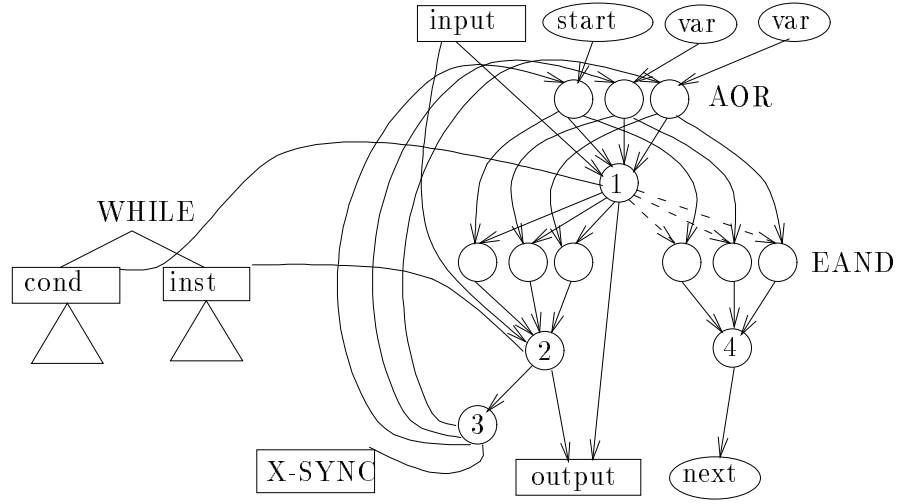 input start var var
AOR
1
WHILE
cond inst
EAND
2 4
3
X-SYNC output next